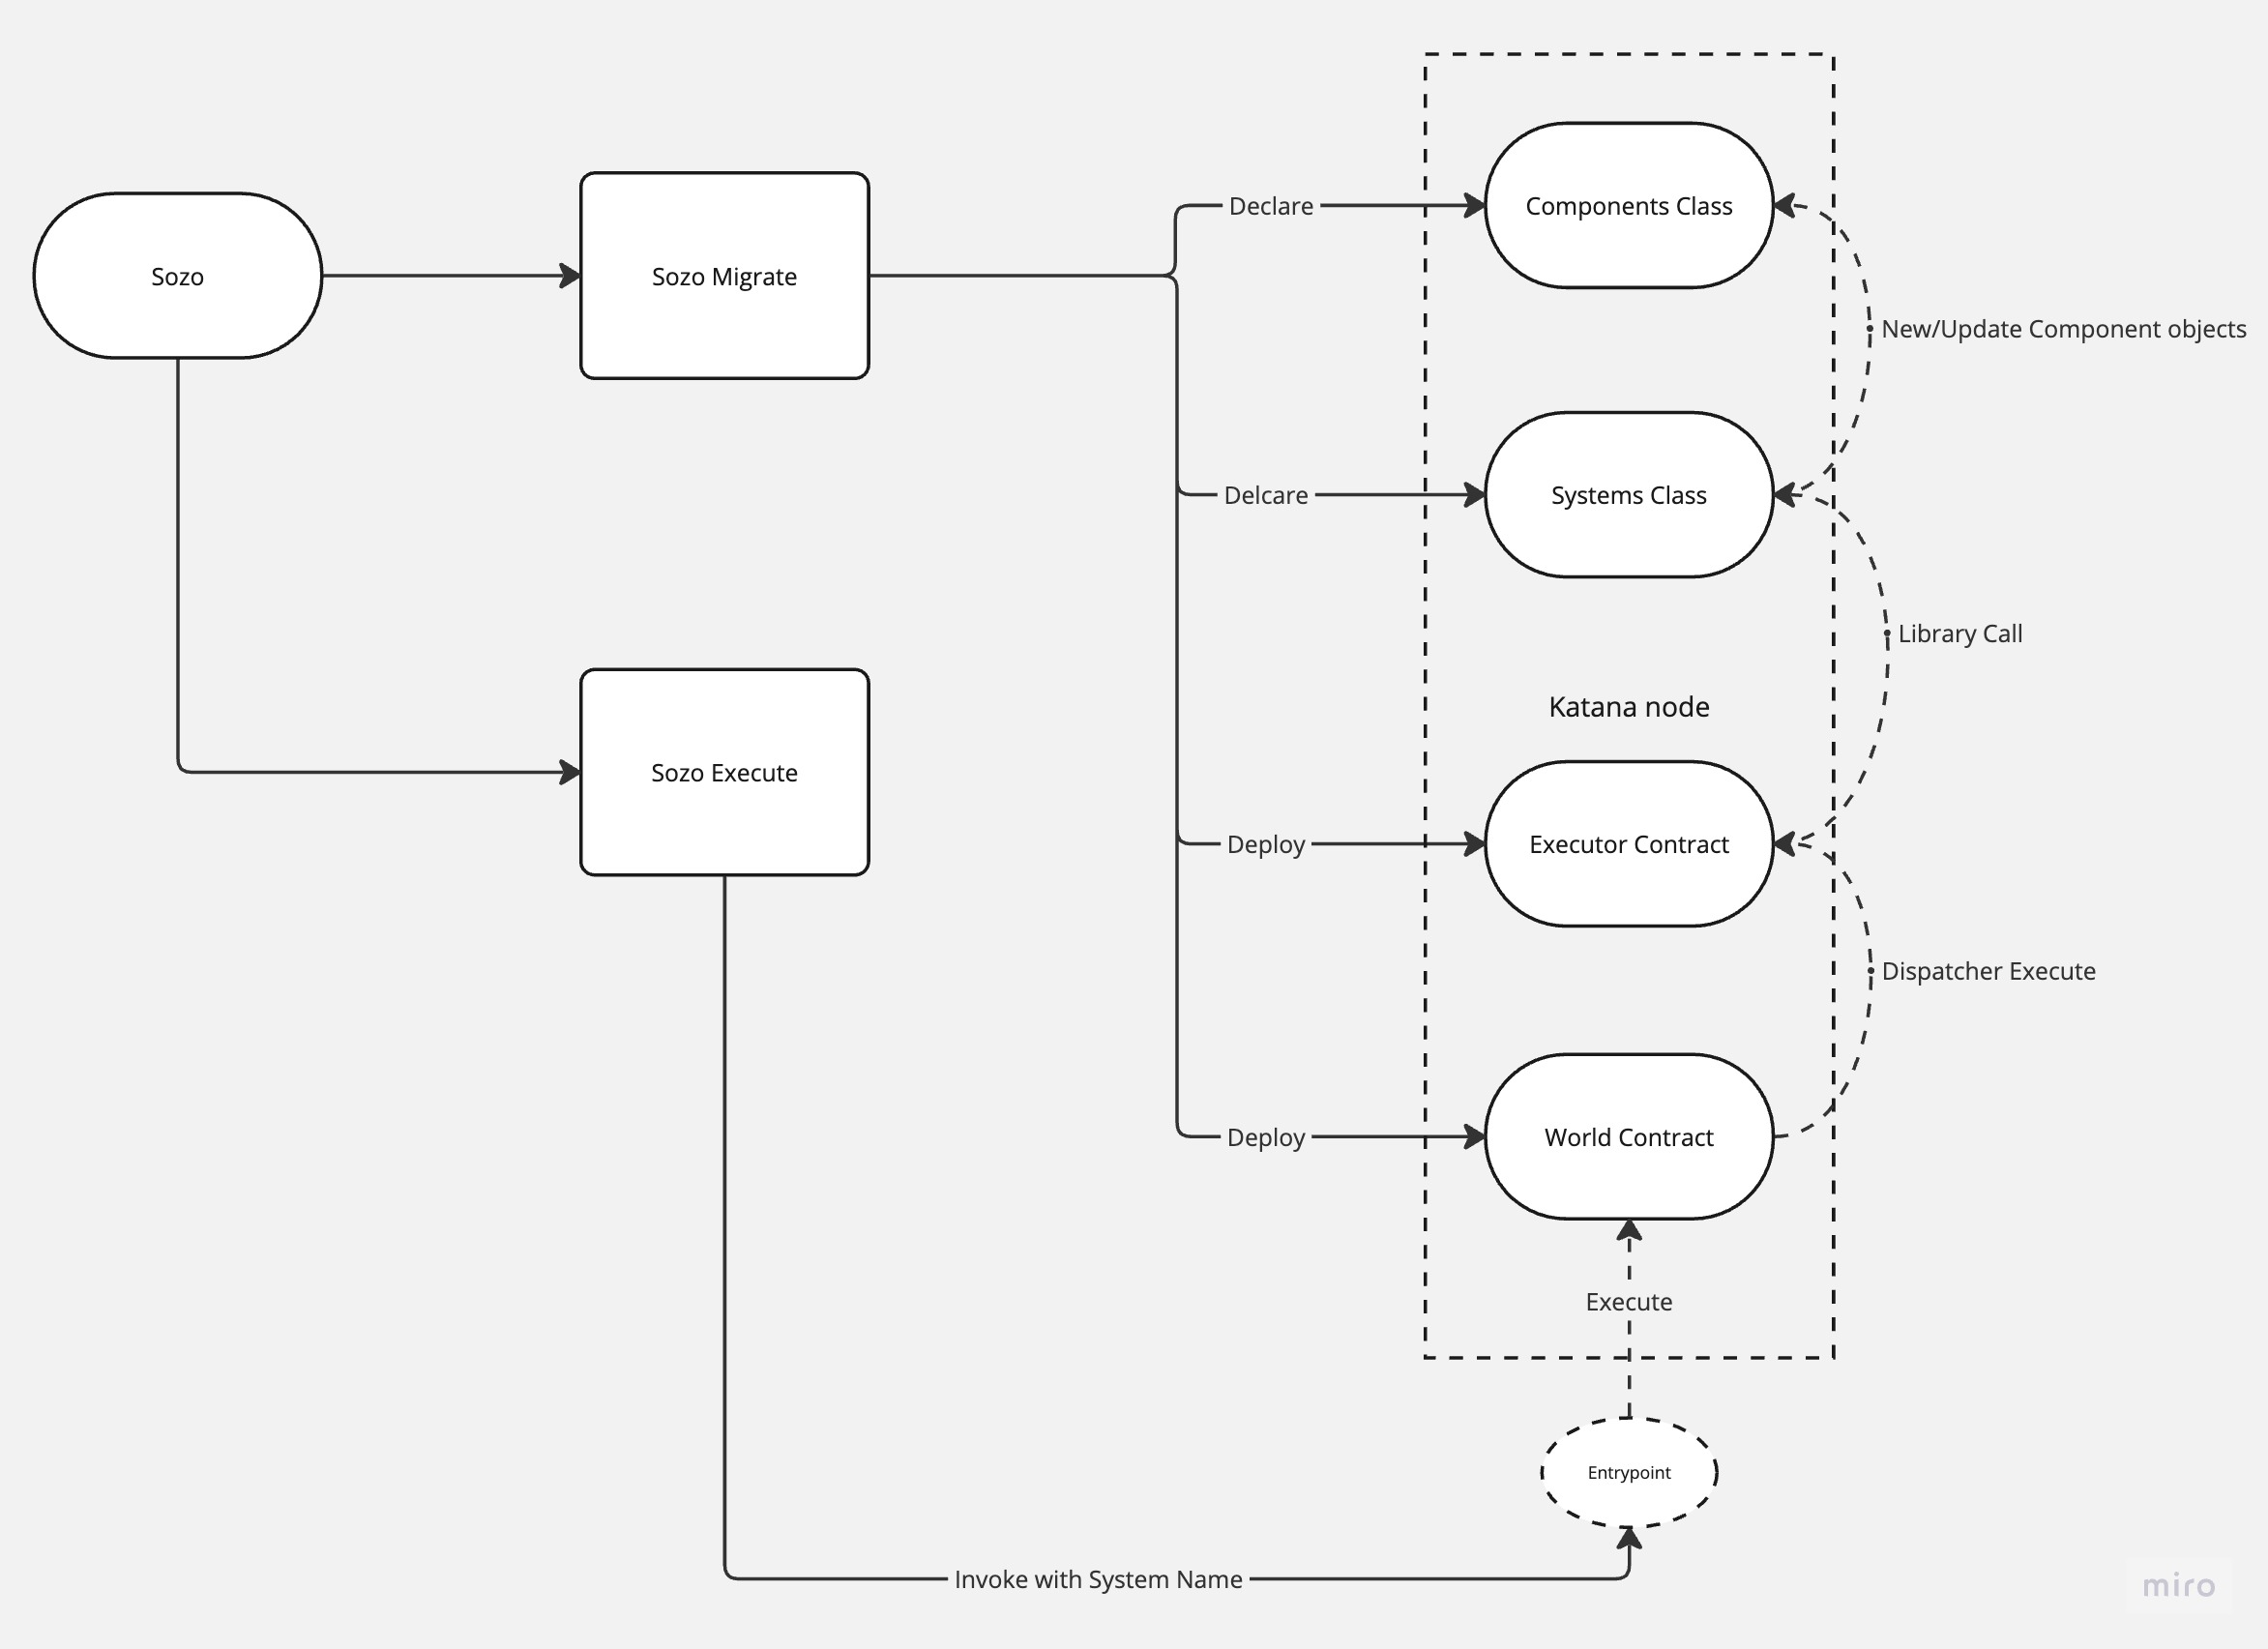 Sozo
Sozo Migrate
Declare
Components Class
New/Update Component objects
Delcare
Systems Class
Library Call
Katana node
Sozo Execute
Deploy
Executor Contract
Dispatcher Execute
Deploy
World Contract
Execute
Entrypoint
Invoke with System Name
miro